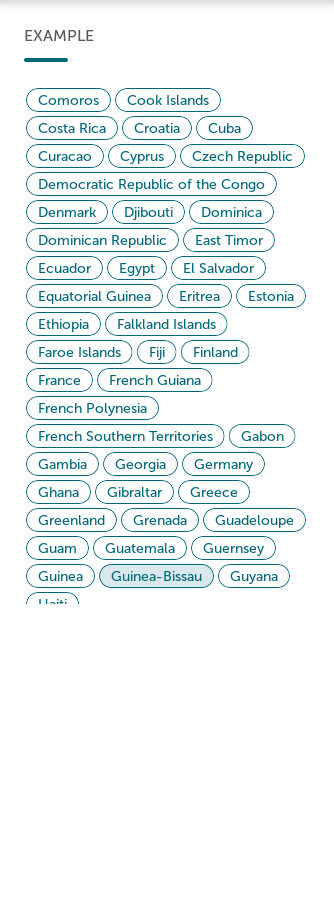 EXAMPLE
Comoros Cook Islands
Costa Rica Croatia Cuba
Curacao Cyprus Czech Republic
Democratic Republic of the Congo
Denmark Djibouti Dominica
Dominican Republic East Timor
Ecuador Egypt El Salvador
Equatorial Guinea Eritrea Estonia
Ethiopia Falkland Islands
Faroe Islands Fiji Finland
France French Guiana
French Polynesia
French Southern Territories Gabon
Gambia Georgia Germany
Ghana Gibraltar Greece
Greenland Grenada Guadeloupe
Guam Guatemala Guernsey
Guinea Guinea-Bissau Guyana
Haiti